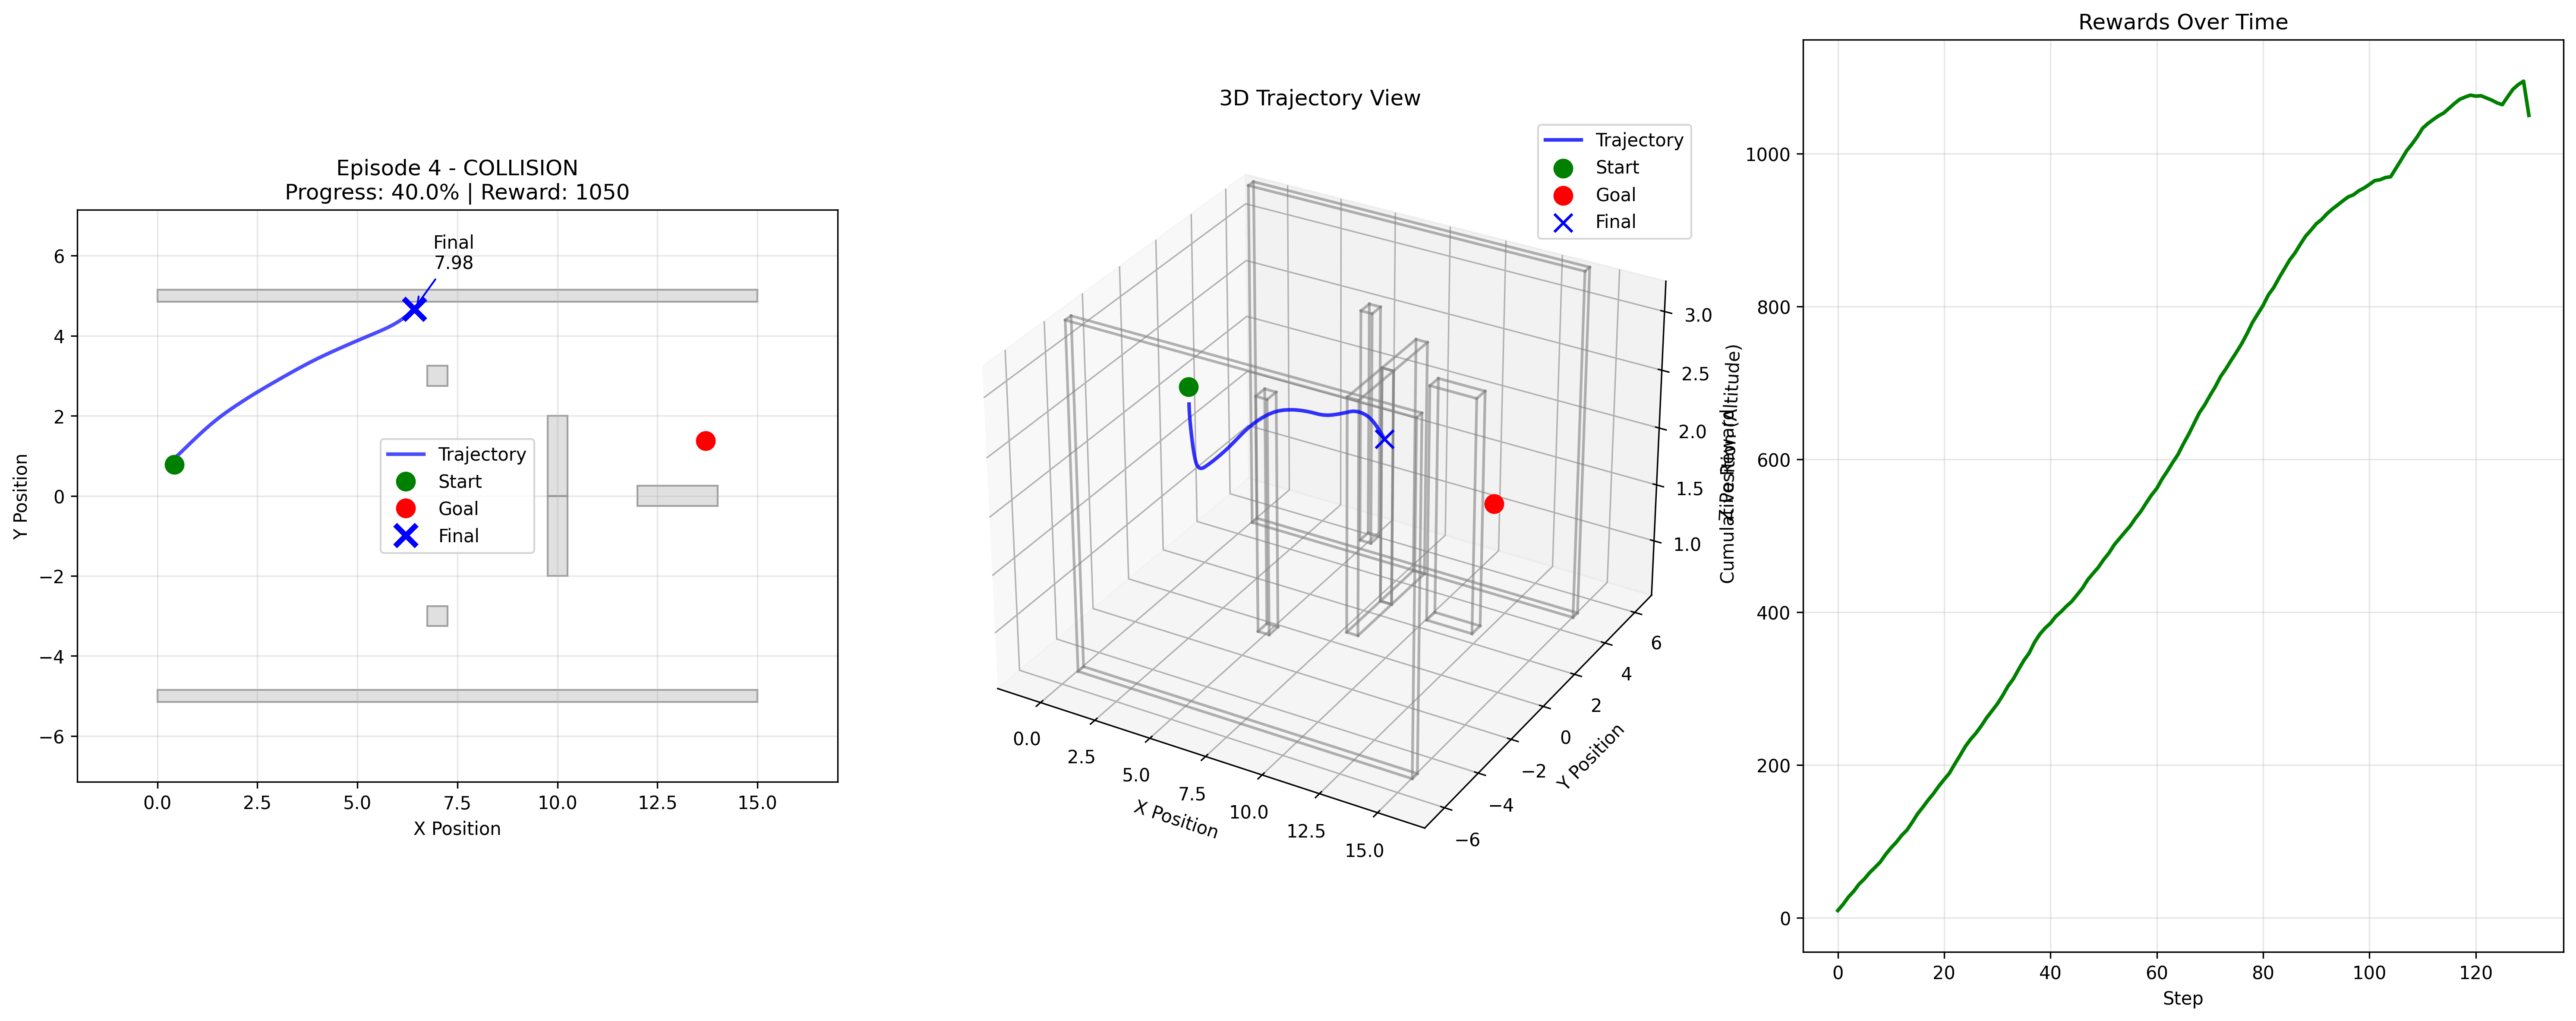 Episode 4 - COLLISION
Progress: 40.0% | Reward: 1050
Final
7.98
6
4
2
0
−2
−4
−6
Y Position
Trajectory
Start
Goal
Final
0.0
2.5
5.0
7.5
10.0
12.5
15.0
X Position
3D Trajectory View
Trajectory
Start
Goal
Final
3.0
2.5
2.0
1.5
1.0
Z Position (Altitude)
6
4
2
0
−2
−4
−6
Y Position
0.0
2.5
5.0
7.5
10.0
12.5
15.0
X Position
Rewards Over Time
Cumulative Reward
1000
800
600
400
200
0
0
20
40
60
80
100
120
Step